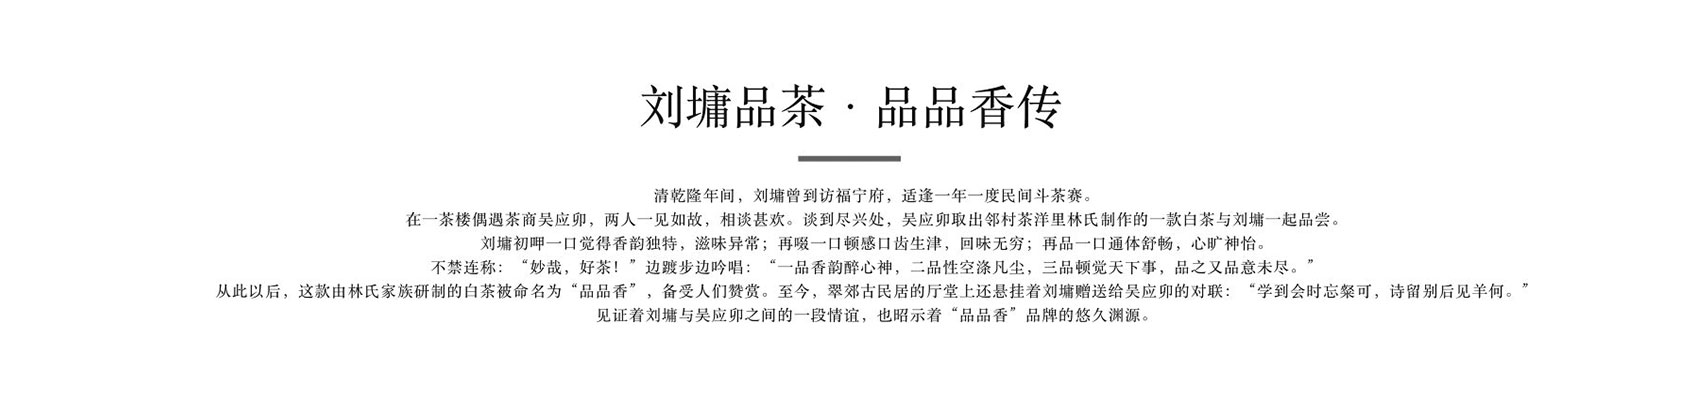 刘墉品茶 · 品品香传
清乾隆年间，刘墉曾到访福宁府，适逢一年一度民间斗茶赛。
在一茶楼偶遇茶商吴应卯，两人一见如故，相谈甚欢。谈到尽兴处，吴应卯取出邻村茶洋里林氏制作的一款白茶与刘墉一起品尝。
刘墉初呷一口觉得香韵独特，滋味异常；再啜一口顿感口齿生津，回味无穷；再品一口通体舒畅，心旷神怡。
不禁连称：“妙哉，好茶！”边踱步边吟唱：“一品香韵醉心神，二品性空涤凡尘，三品顿觉天下事，品之又品意未尽。”
从此以后，这款由林氏家族研制的白茶被命名为“品品香”，备受人们赞赏。至今，翠郊古民居的厅堂上还悬挂着刘墉赠送给吴应卯的对联：“学到会时忘粲可，诗留别后见羊何。”
见证着刘墉与吴应卯之间的一段情谊，也昭示着“品品香”品牌的悠久渊源。